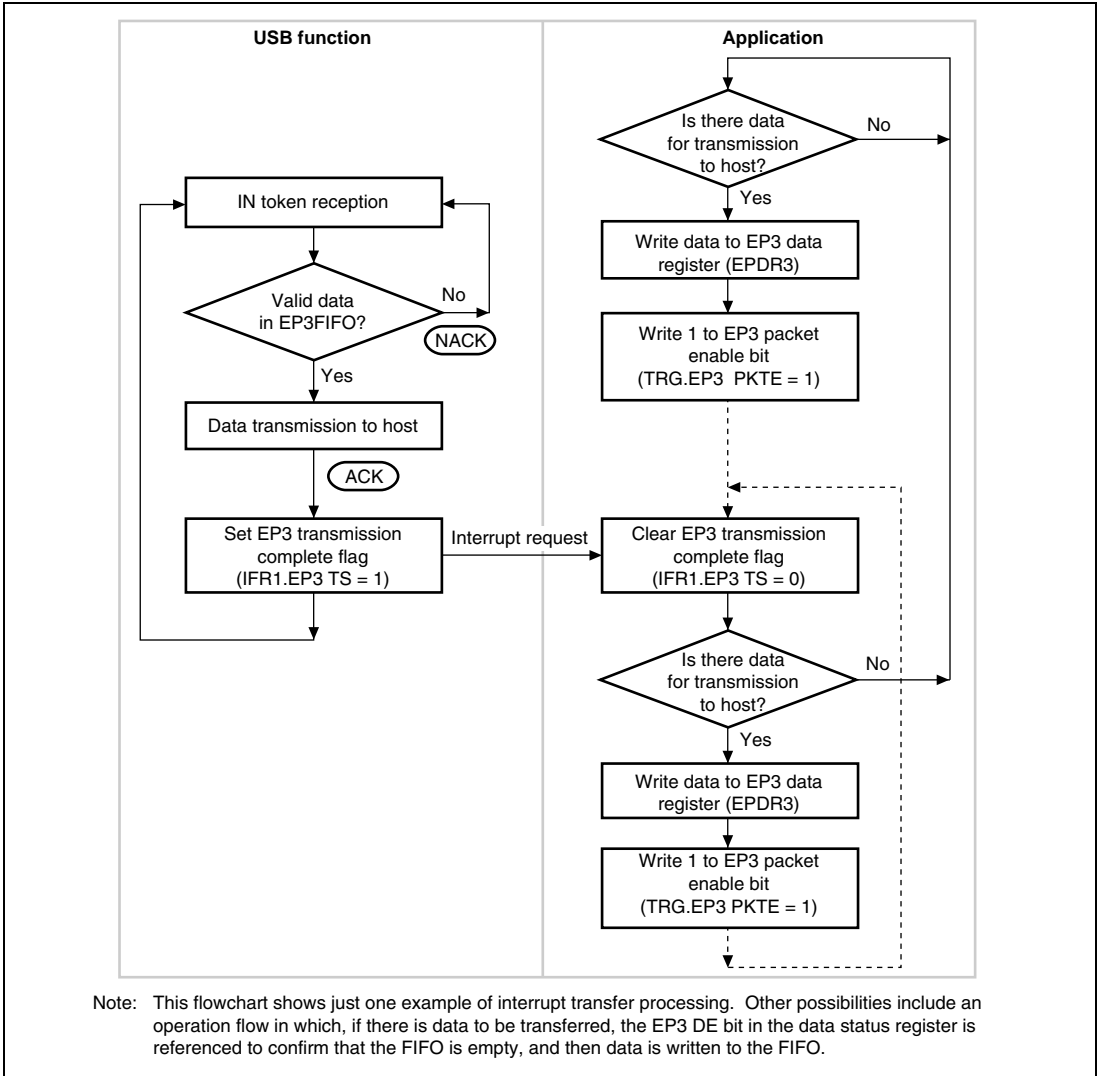 USB function
Application
Is there data
for transmission
to host?
No
Yes
Write data to EP3 data
register (EPDR3)
Write 1 to EP3 packet
enable bit
(TRG.EP3 PKTE = 1)
IN token reception
Valid data
in EP3FIFO?
No
NACK
Yes
Data transmission to host
ACK
Set EP3 transmission
complete flag
(IFR1.EP3 TS = 1)
Interrupt request
Clear EP3 transmission
complete flag
(IFR1.EP3 TS = 0)
Is there data
for transmission
to host?
No
Yes
Write data to EP3 data
register (EPDR3)
Write 1 to EP3 packet
enable bit
(TRG.EP3 PKTE = 1)
Note: This flowchart shows just one example of interrupt transfer processing. Other possibilities include an
operation flow in which, if there is data to be transferred, the EP3 DE bit in the data status register is
referenced to confirm that the FIFO is empty, and then data is written to the FIFO.